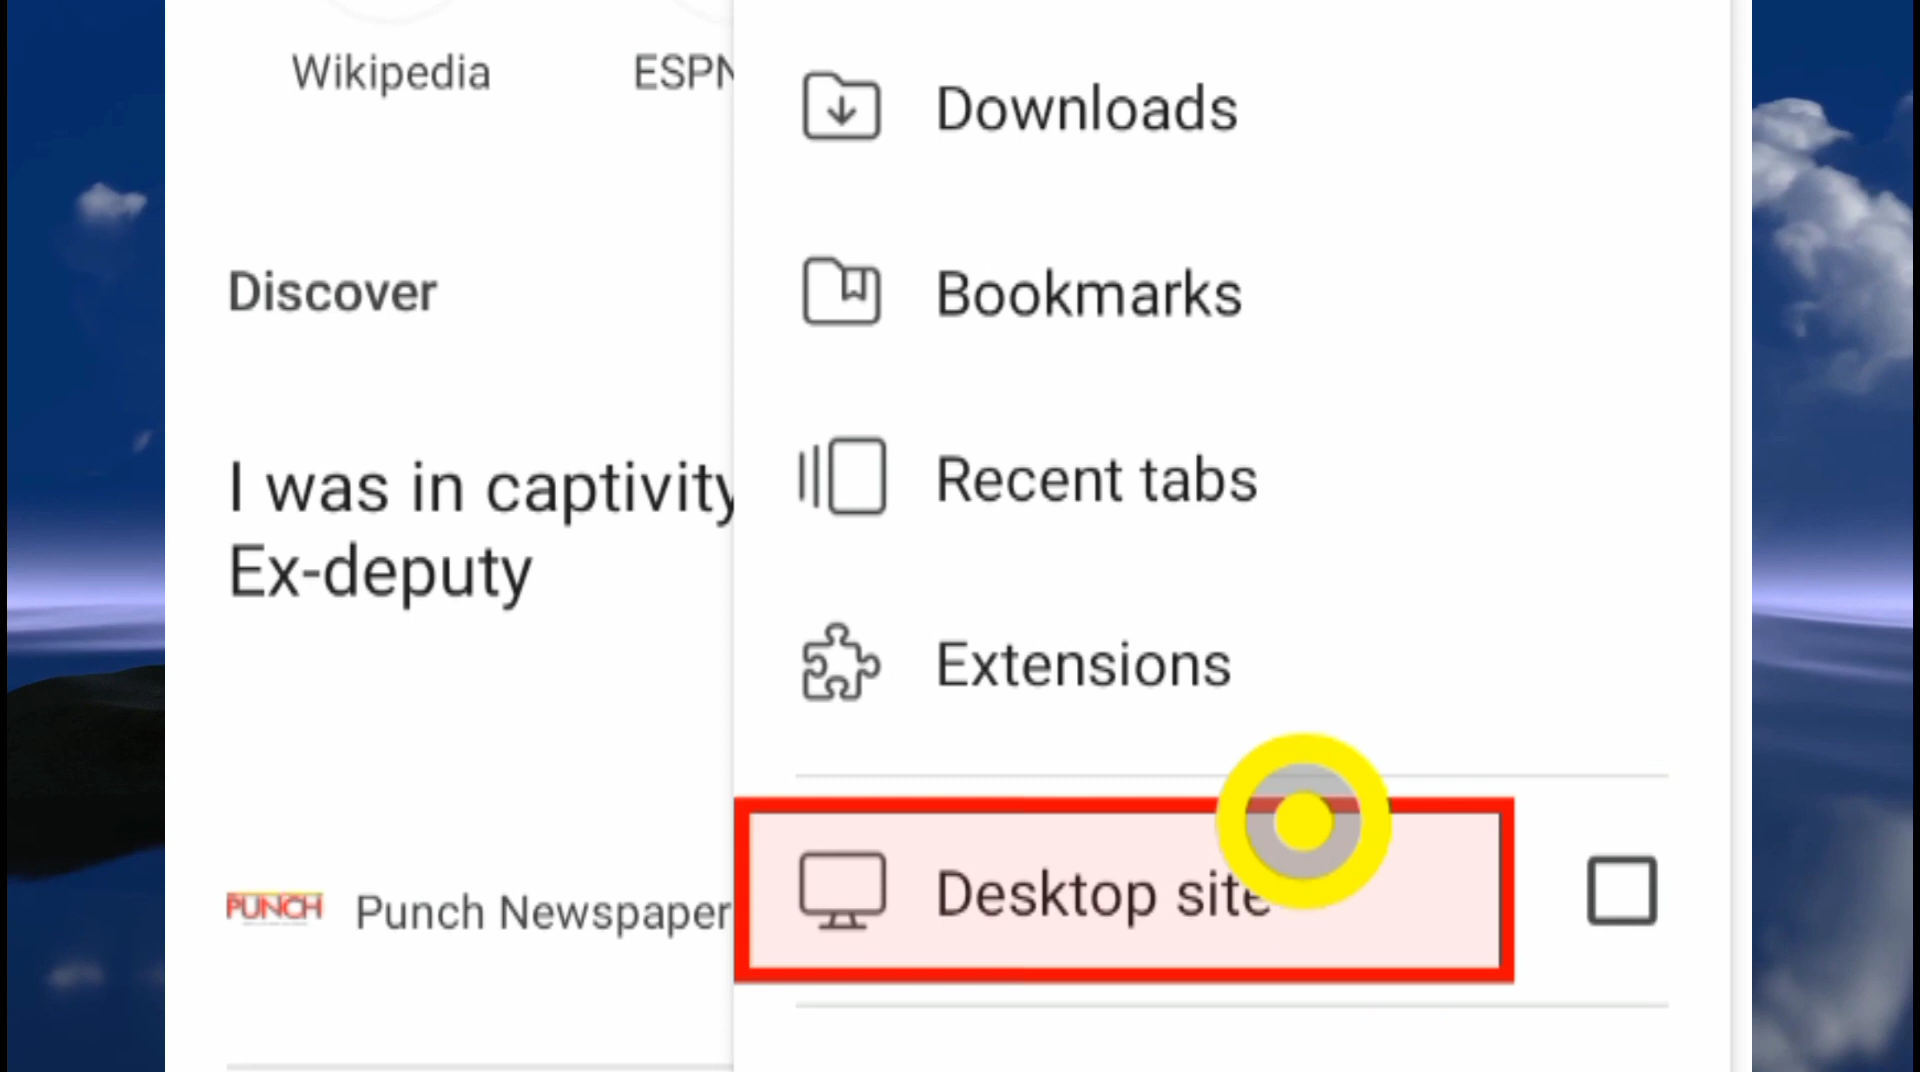 Wikipedia
ESPN
Discover
I was in captivity
Ex-deputy
PUNCH
Punch Newspaper
Downloads
Bookmarks
Recent tabs
Extensions
Desktop site